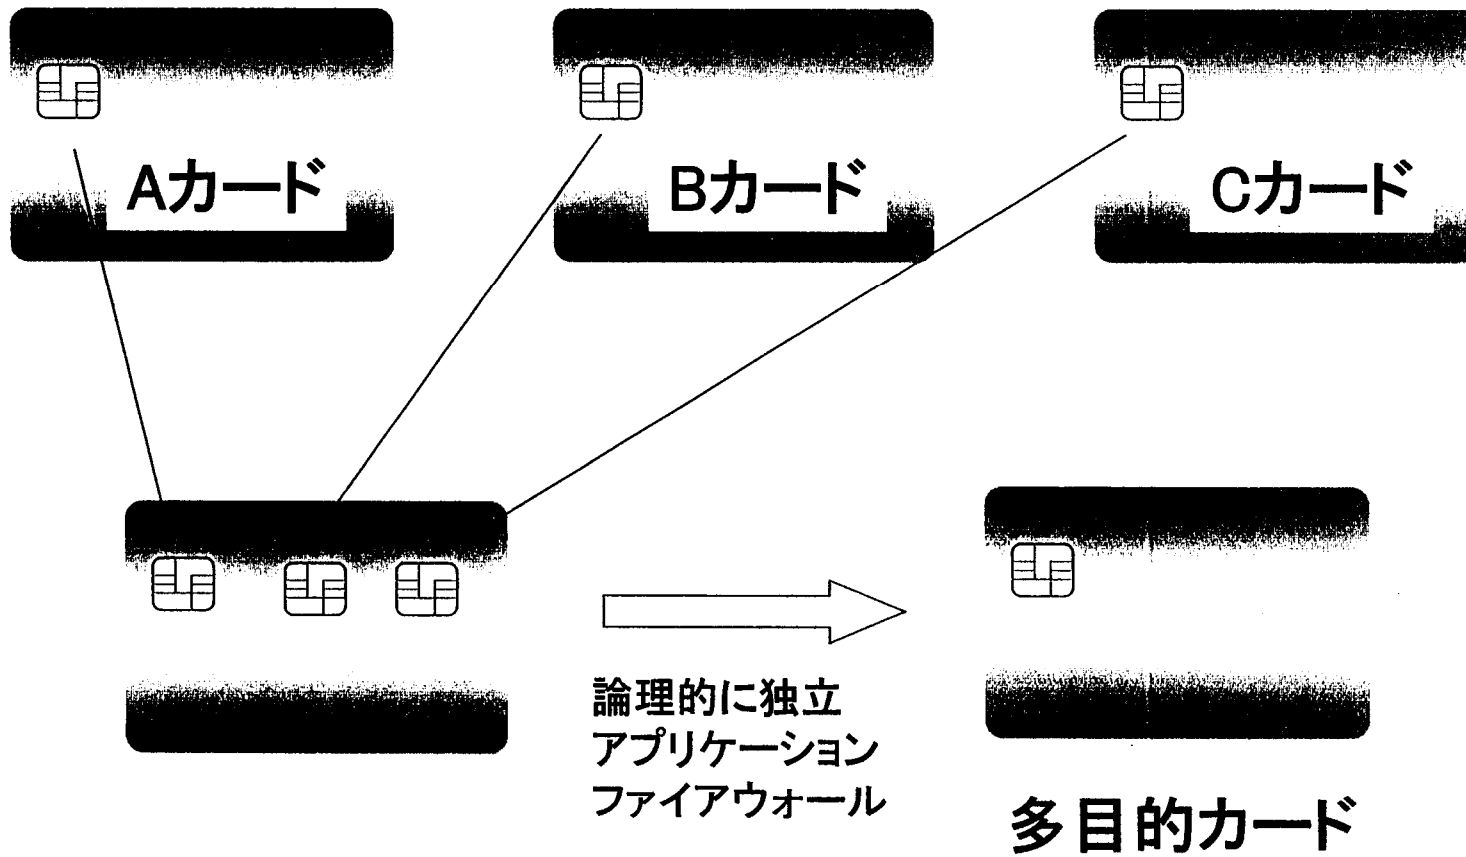 Aカード
Bカード
Cカード
論理的に独立
アプリケーション
ファイアウォール
多目的カード